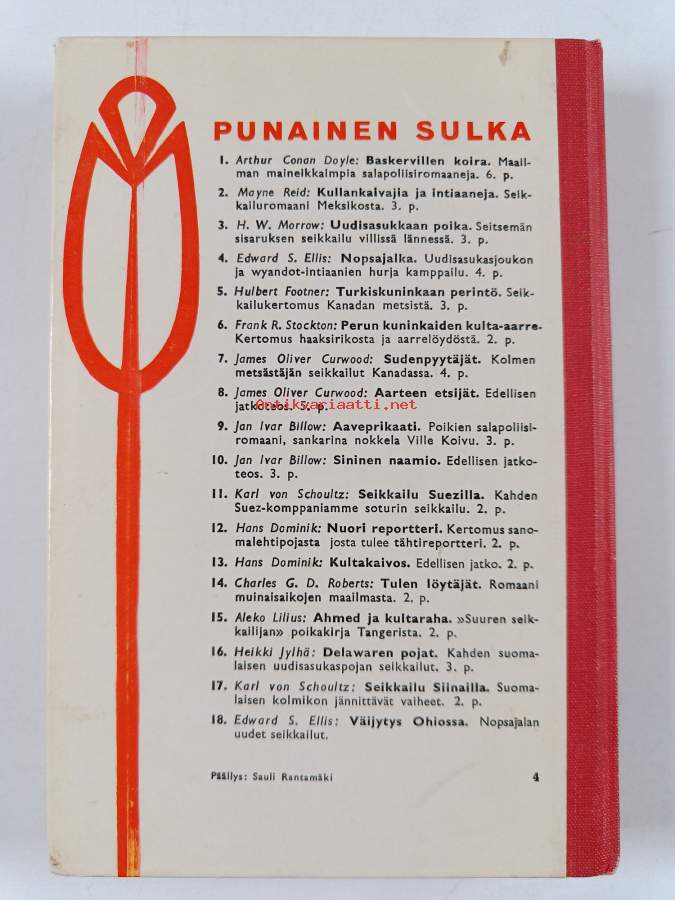 PUNAINEN SULKA
1. Arthur Conan Doyle: Baskervillen koira. Maail-
man maineikkaimpia salapoliisiromaaneja. 6. p.
2. Mayne Reid: Kullankaivajia ja intiaaneja. Seik-
kailuromaani Meksikosta. 3. p.
3. H. W. Morrow: Uudisasukkaan poika. Seitsemän
sisaruksen seikkailu villissä lännessä. 3. p.
4. Edward S. Ellis: Nopsajalka. Uudisasukasjoukon
ja wyandot-intiaanien hurja kamppailu. 4. p.
5. Hulbert Footner: Turkiskuninkaan perintö. Seik-
kailukertomus Kanadan metsistä. 3. p.
6. Frank R. Stockton: Perun kuninkaiden kulta-aarre.
Kertomus haaksirikosta ja aarrelöydöstä. 2. p.
7. James Oliver Curwood: Sudenpyytäjät. Kolmen
metsästäjän seikkailut Kanadassa. 4. p.
8. James Oliver Curwood: Aarteen etsijät. Edellisen
jatkoteos. 5. p.
Antikvariaatti.net
9. Jan Ivar Billow: Aaveprikaati. Poikien salapoliisi-
romaani, sankarina nokkela Ville Koivu. 3. p.
10. Jan Ivar Billow: Sininen naamio. Edellisen jatko-
teos. 3. p.
11. Karl von Schoultz: Seikkailu Suezilla. Kahden
Suez-komppaniamme soturin seikkailu. 2. p.
12. Hans Dominik: Nuori reportteri. Kertomus sano-
malehtipojasta josta tulee tähtireportteri. 2. p.
13. Hans Dominik: Kultakaivos. Edellisen jatko. 2. p.
14. Charles G. D. Roberts: Tulen löytäjät. Romaani
muinaisaikojen maailmasta. 2. p.
15. Aleko Lilius: Ahmed ja kultaraha. »Suuren seik-
kailijan» poikakirja Tangerista. 2. p.
16. Heikki Jylhä: Delawaren pojat. Kahden suoma-
laisen uudisasukaspojan seikkailut. 3. p.
17. Karl von Schoultz: Seikkailu Siinailla. Suoma-
laisen kolmikon jännittävät vaiheet. 2. p.
18. Edward S. Ellis: Väijytys Ohiossa. Nopsajalan
uudet seikkailut.
Päällys: Sauli Rantamäki 4